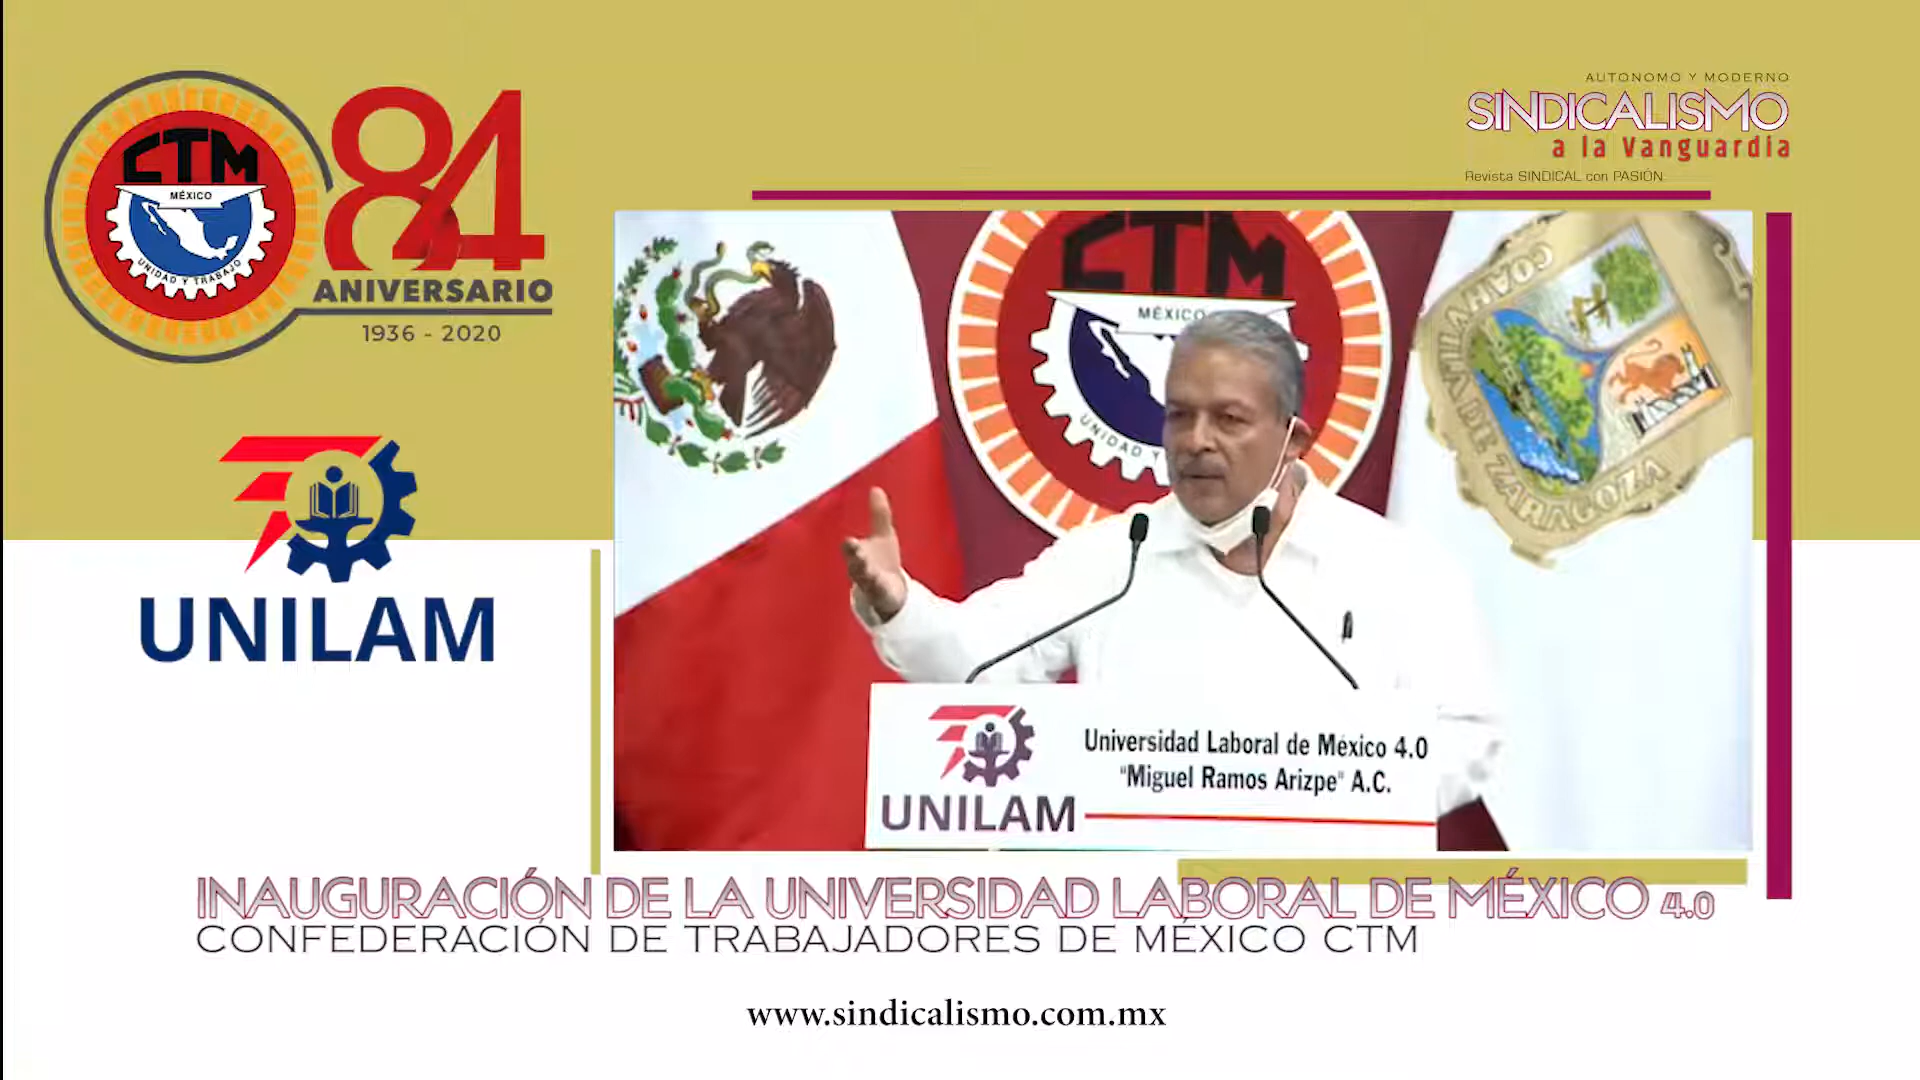 CTM
MÉXICO
UNIDAD Y TRABAJO
84
ANIVERSARIO
1936 - 2020
AUTONOMO Y MODERNO
SINDICALISMO
a la Vanguardia
Revista SINDICAL con PASIÓN
UNILAM
CTM
MÉXICO
UNIDAD Y
COAHUILA DE ZARAGOZA
UNILAM
Universidad Laboral de México 4.0
"Miguel Ramos Arizpe" A.C.
INAUGURACIÓN DE LA UNIVERSIDAD LABORAL DE MÉXICO 4.0
CONFEDERACIÓN DE TRABAJADORES DE MÉXICO CTM
www.sindicalismo.com.mx